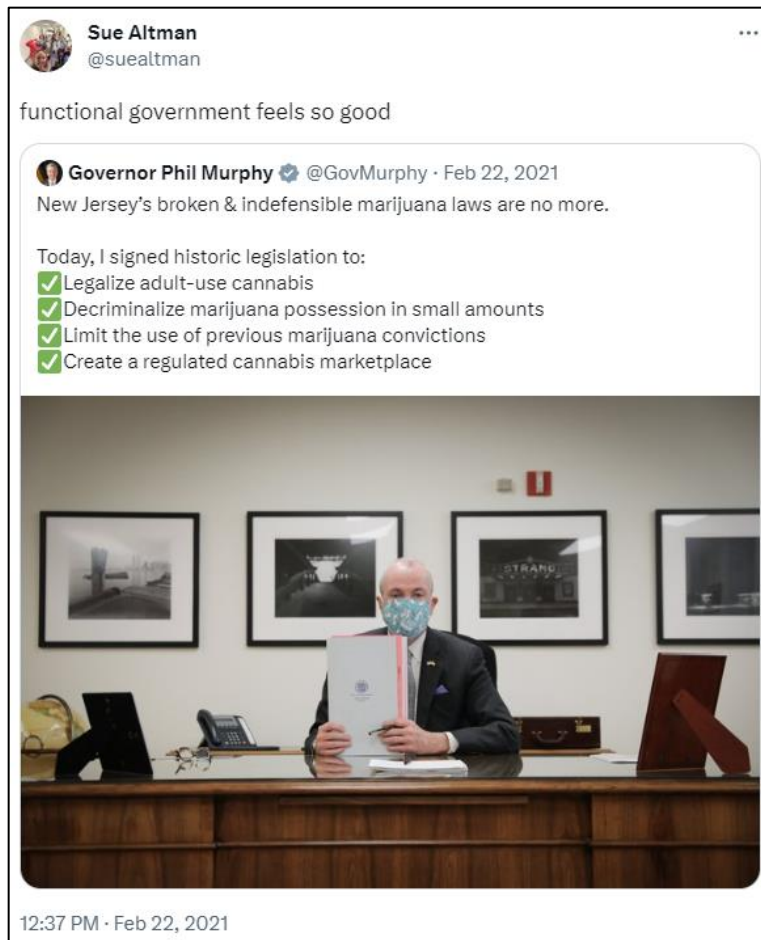 Sue Altman
@suealtman
functional government feels so good
Governor Phil Murphy @GovMurphy · Feb 22, 2021
New Jersey’s broken & indefensible marijuana laws are no more.
Today, I signed historic legislation to:
✅Legalize adult-use cannabis
✅Decriminalize marijuana possession in small amounts
✅Limit the use of previous marijuana convictions
✅Create a regulated cannabis marketplace
STRAND
12:37 PM · Feb 22, 2021